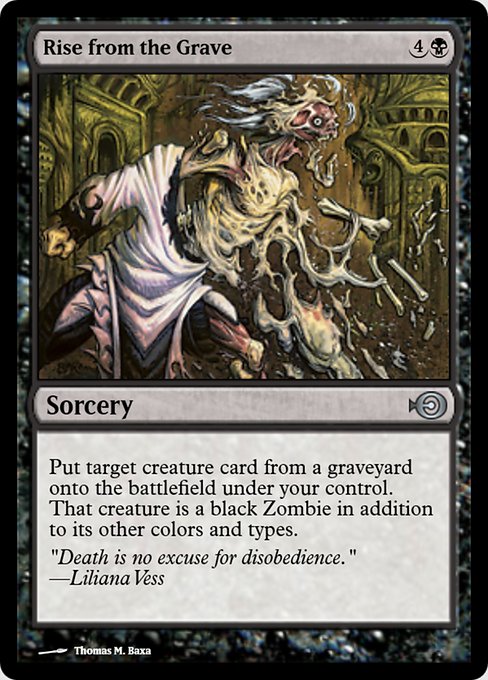 Rise from the Grave 4
Sorcery
Put target creature card from a graveyard
onto the battlefield under your control.
That creature is a black Zombie in addition
to its other colors and types.
"Death is no excuse for disobedience."
—Liliana Vess
Thomas M. Baxa